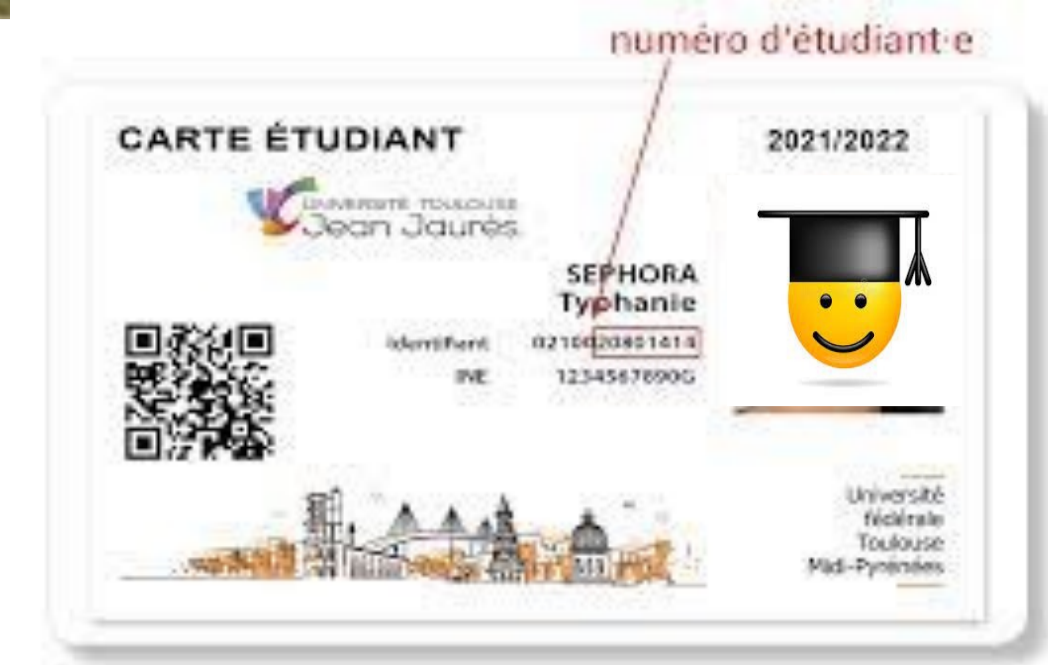 numéro d'étudiant·e
CARTE ÉTUDIANT
2021/2022
UNIVERSITÉ TOULOUSE
Jean Jaurès
SEPHORA
Typhanie
Identifiant 0210020801414
INE 1234567890G
Université
fédérale
Toulouse
Midi-Pyrénées